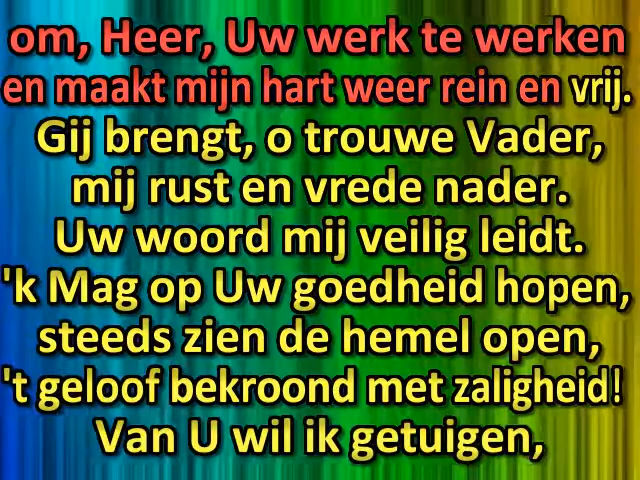 om, Heer, Uw werk te werken
en maakt mijn hart weer rein en vrij.
Gij brengt, o trouwe Vader,
mij rust en vrede nader.
Uw woord mij veilig leidt.
'k Mag op Uw goedheid hopen,
steeds zien de hemel open,
't geloof bekroond met zaligheid!
Van U wil ik getuigen,